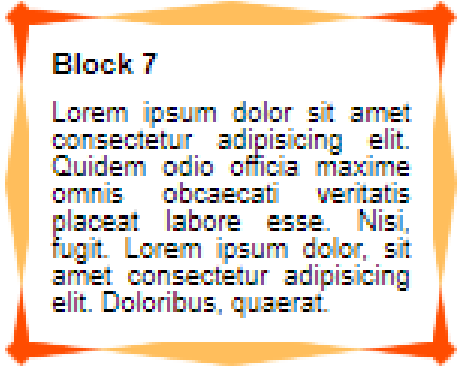 Block 7
Lorem ipsum dolor sit amet
consectetur adipisicing elit.
Quidem odio officia maxime
omnis obcaecati veritatis
placeat labore esse. Nisi,
fugit. Lorem ipsum dolor, sit
amet consectetur adipisicing
elit. Doloribus, quaerat.